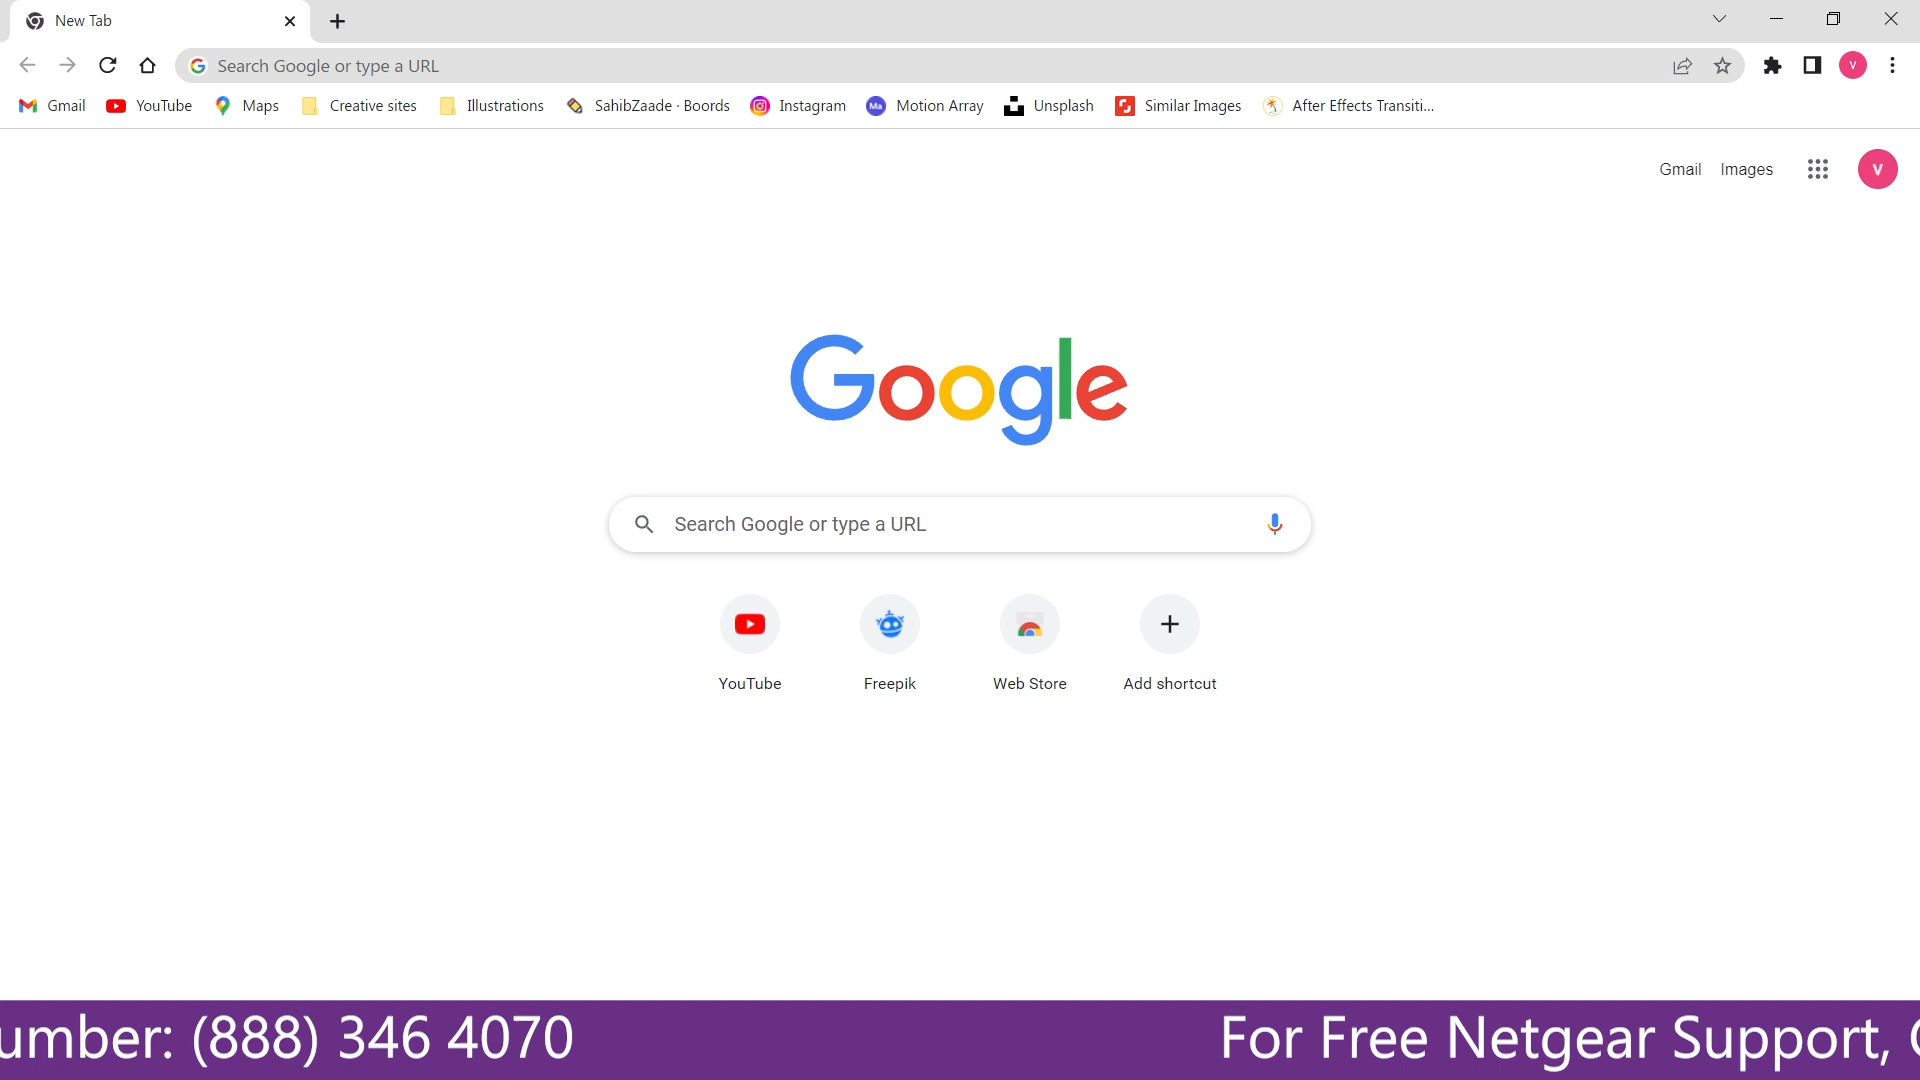 New Tab
Search Google or type a URL
Gmail YouTube Maps Creative sites Illustrations SahibZaade · Boords Instagram Ma Motion Array Unsplash Similar Images After Effects Transiti...
V
Gmail Images V
Google
Search Google or type a URL
YouTube Freepik Web Store Add shortcut
umber: (888) 346 4070 For Free Netgear Support,